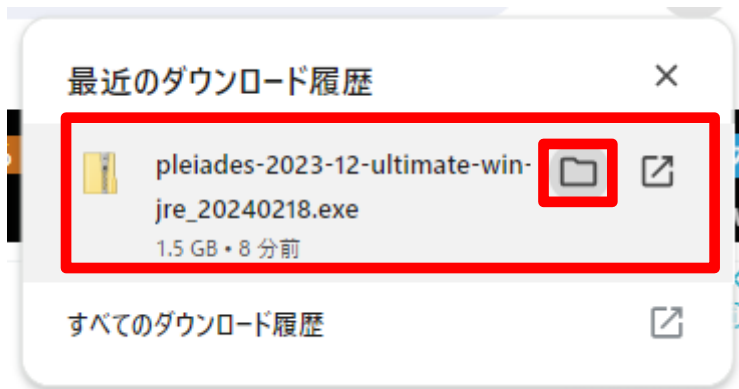 最近のダウンロード履歴
pleiades-2023-12-ultimate-win-
jre_20240218.exe
1.5 GB • 8 分前
すべてのダウンロード履歴